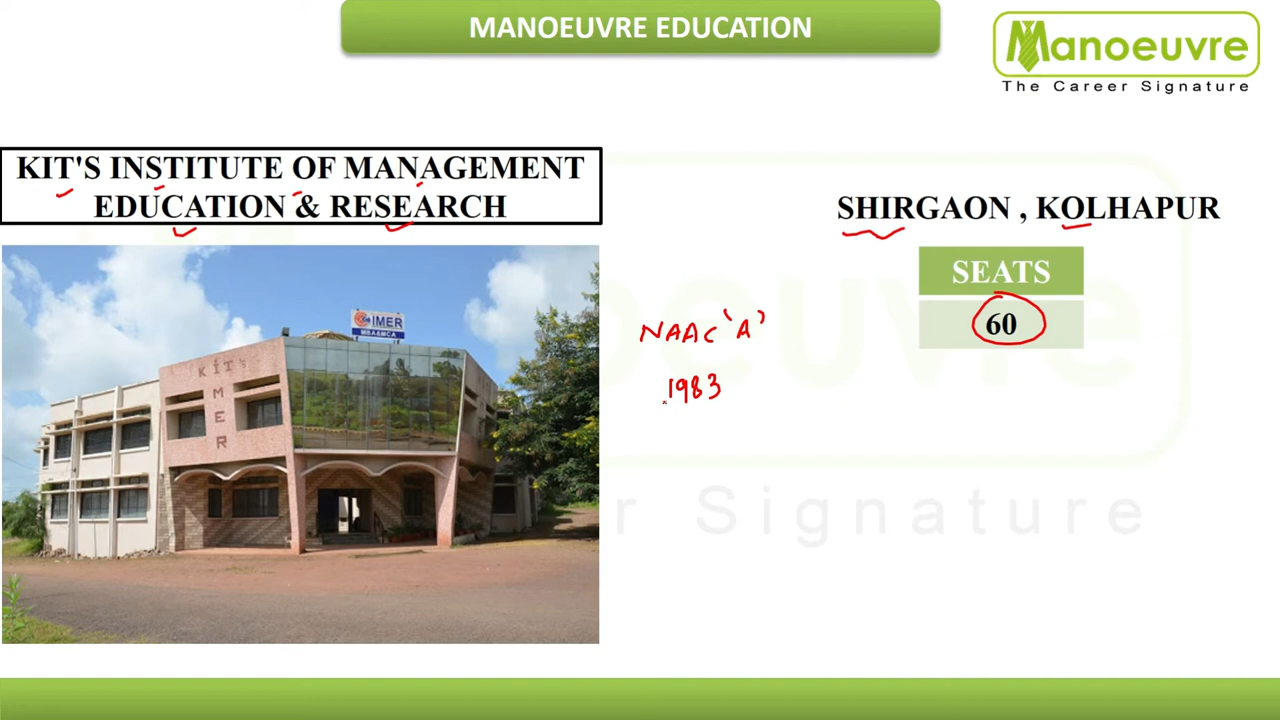 MANOEUVRE EDUCATION
Manoeuvre
The Career Signature
KIT'S INSTITUTE OF MANAGEMENT
EDUCATION & RESEARCH
SHIRGAON , KOLHAPUR
SEATS
60
NAAC 'A'
1983
IMER
MBA&MCA
KIT's
I
M
E
R
r Signature